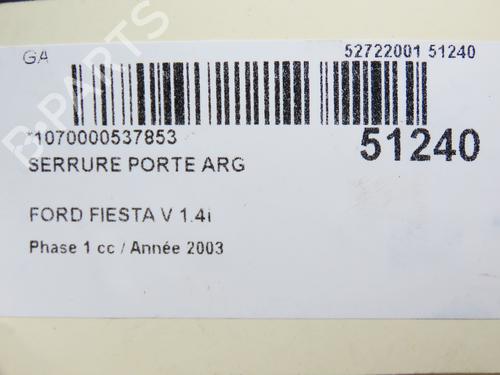 GA
52722001 51240
*1070000537853
51240
SERRURE PORTE ARG
FORD FIESTA V 1.4i
Phase 1 cc / Année 2003
B-PARTS